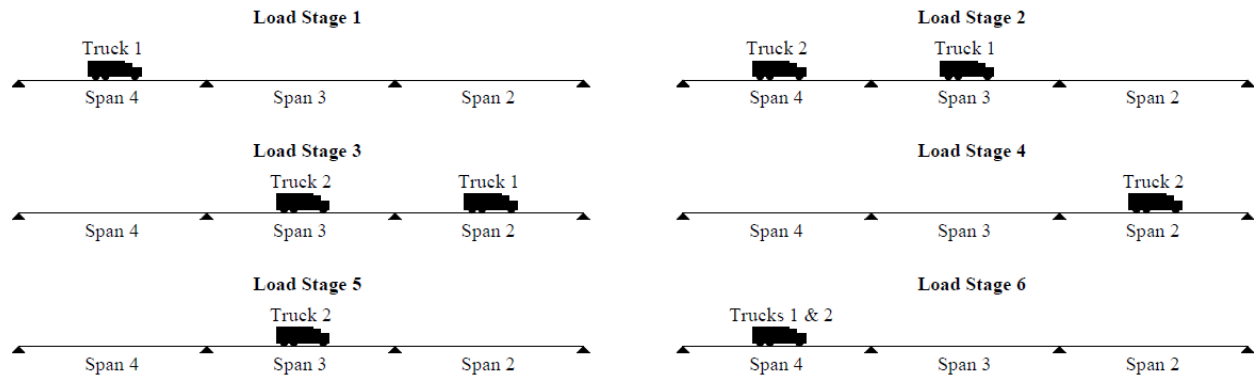 Load Stage 1
Truck 1
Span 4 Span 3 Span 2
Load Stage 2
Truck 2 Truck 1
Span 4 Span 3 Span 2
Load Stage 3
Truck 2 Truck 1
Span 4 Span 3 Span 2
Load Stage 4
Truck 2
Span 4 Span 3 Span 2
Load Stage 5
Truck 2
Span 4 Span 3 Span 2
Load Stage 6
Trucks 1 & 2
Span 4 Span 3 Span 2